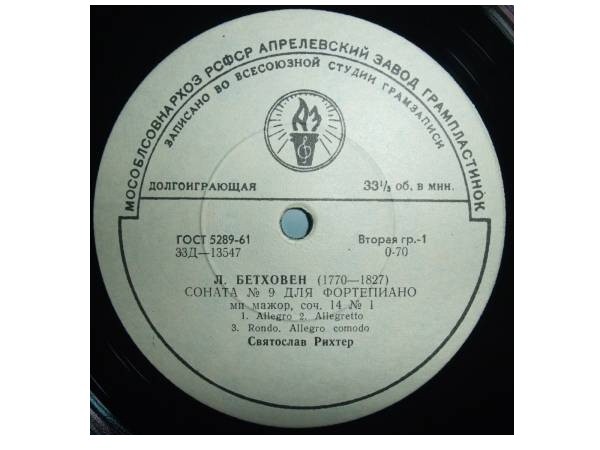 МОСОБЛСОВНАРХОЗ РСФСР АПРЕЛЕВСКИЙ ЗАВОД ГРАМПЛАСТИНОК
ЗАПИСАНО ВО ВСЕСОЮЗНОЙ СТУДИИ ГРАМЗАПИСИ
АЗ
ДОЛГОИГРАЮЩАЯ 33⅓ об. в мин.
ГОСТ 5289-61 Вторая гр.-1
33Д—13547 0-70
Л. БЕТХОВЕН (1770—1827)
СОНАТА № 9 ДЛЯ ФОРТЕПИАНО
ми мажор, соч. 14 № 1
1. Allegro 2. Allegretto
3. Rondo. Allegro comodo
Святослав Рихтер